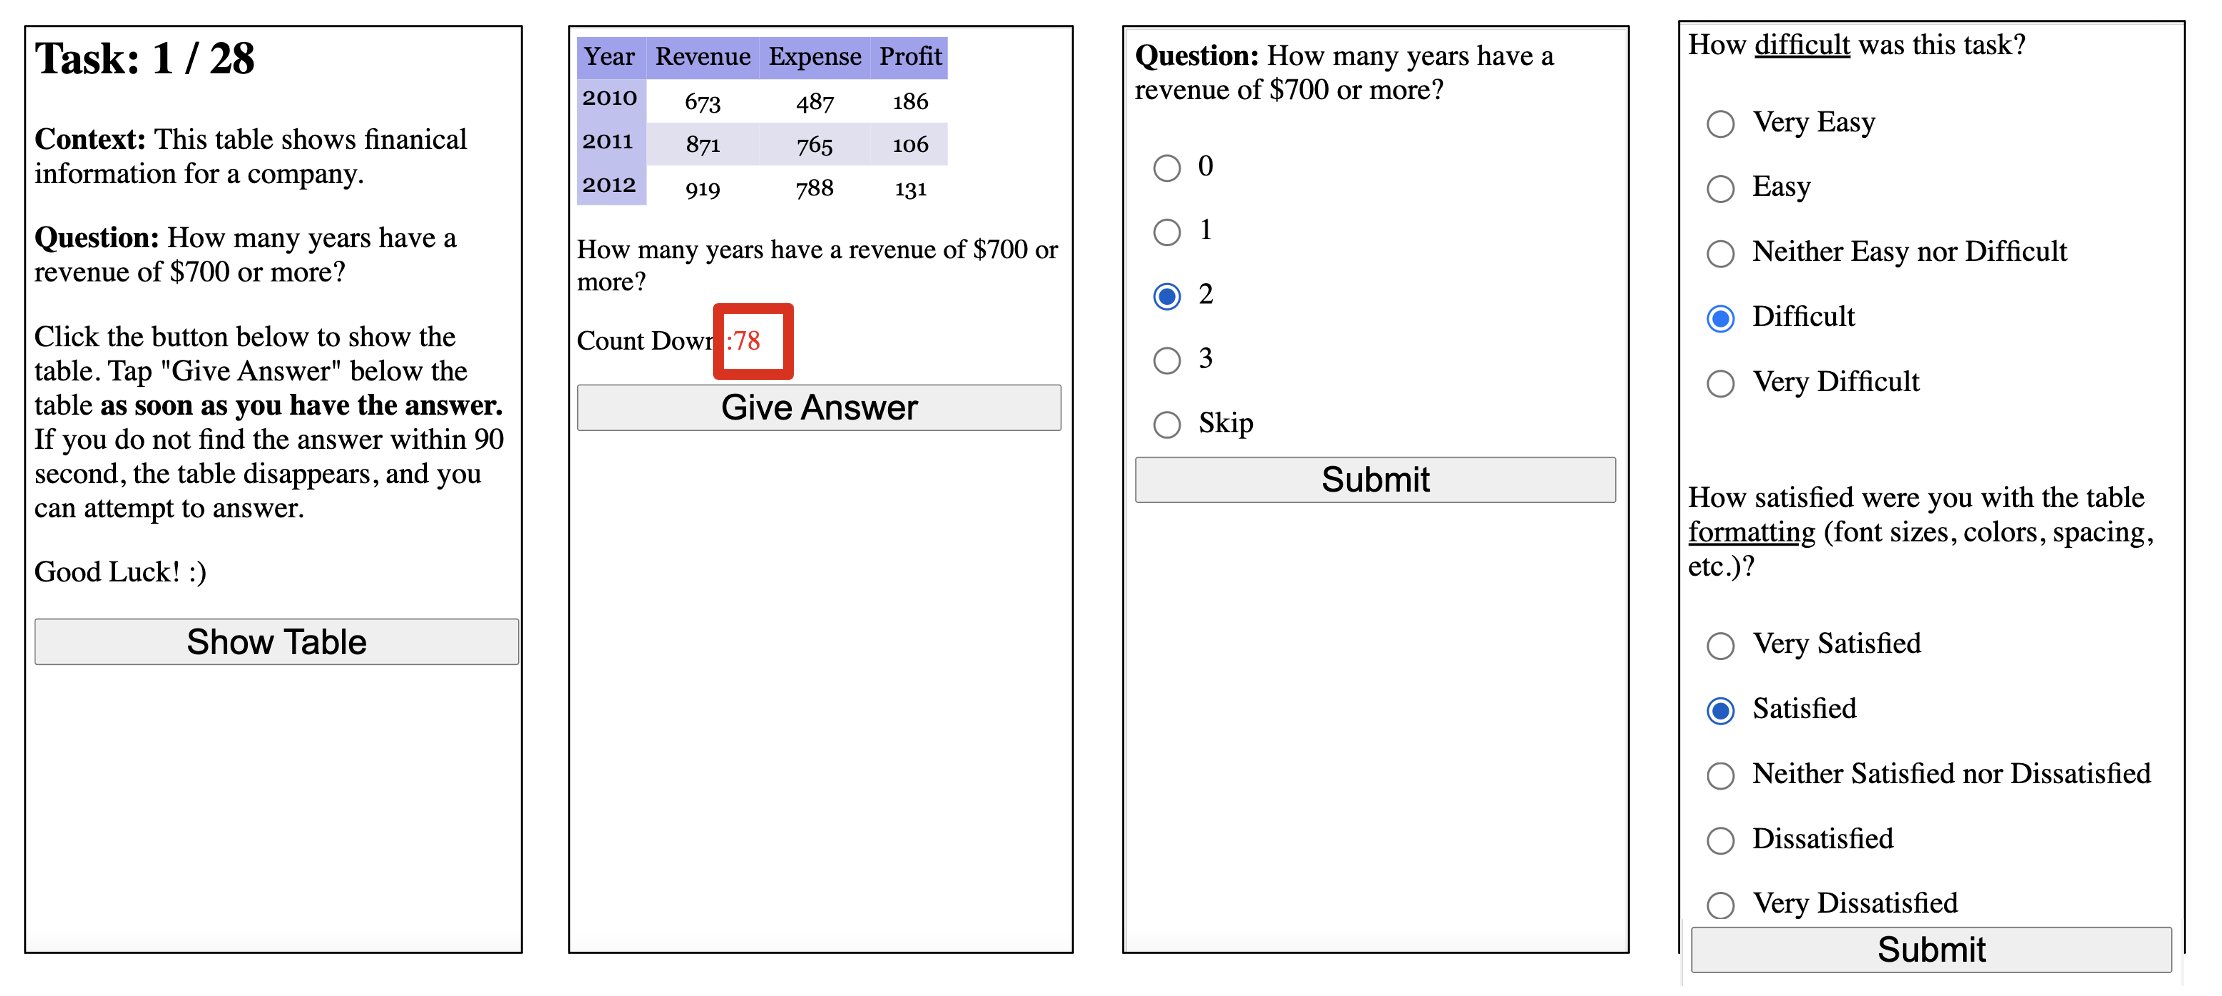 Task: 1 / 28
Context: This table shows finanical
information for a company.
Question: How many years have a
revenue of $700 or more?
Click the button below to show the
table. Tap "Give Answer" below the
table as soon as you have the answer.
If you do not find the answer within 90
second, the table disappears, and you
can attempt to answer.
Good Luck! :)
Show Table
Year Revenue Expense Profit
2010 673 487 186
2011 871 765 106
2012 919 788 131
How many years have a revenue of $700 or
more?
Count Down :78
Give Answer
Question: How many years have a
revenue of $700 or more?
0
1
2
3
Skip
Submit
How difficult was this task?
Very Easy
Easy
Neither Easy nor Difficult
Difficult
Very Difficult
How satisfied were you with the table
formatting (font sizes, colors, spacing,
etc.)?
Very Satisfied
Satisfied
Neither Satisfied nor Dissatisfied
Dissatisfied
Very Dissatisfied
Submit